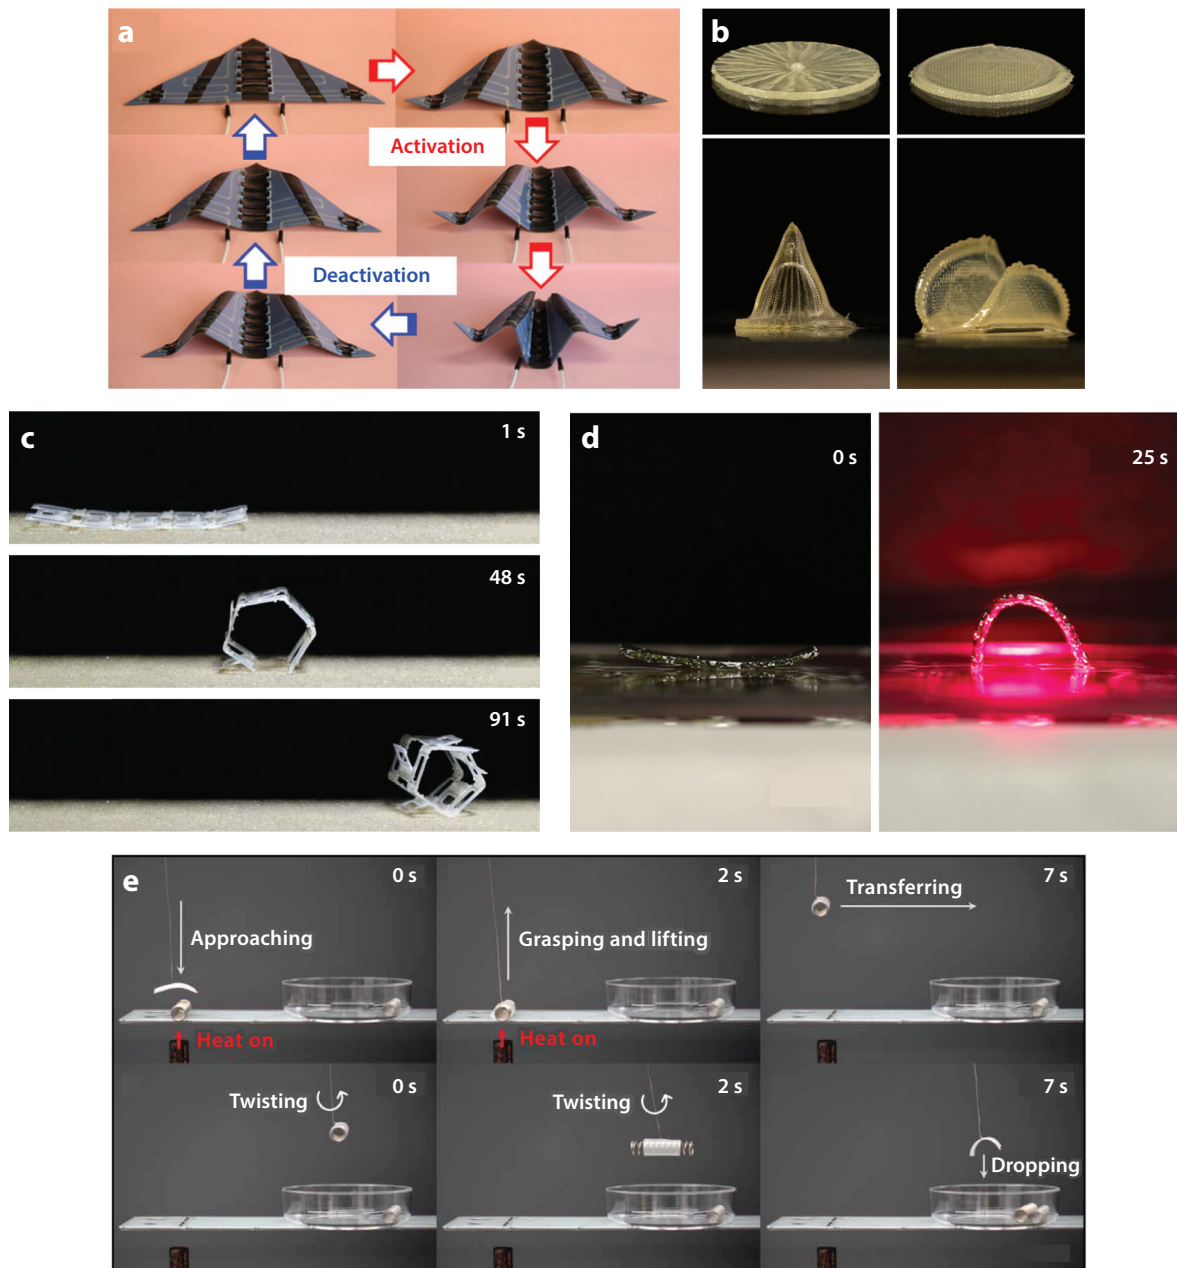 a
Activation
Deactivation
b
c
1 s
48 s
91 s
d
0 s
25 s
e
0 s
Approaching
Heat on
2 s
Grasping and lifting
Heat on
7 s
Transferring
0 s
Twisting
2 s
Twisting
7 s
Dropping